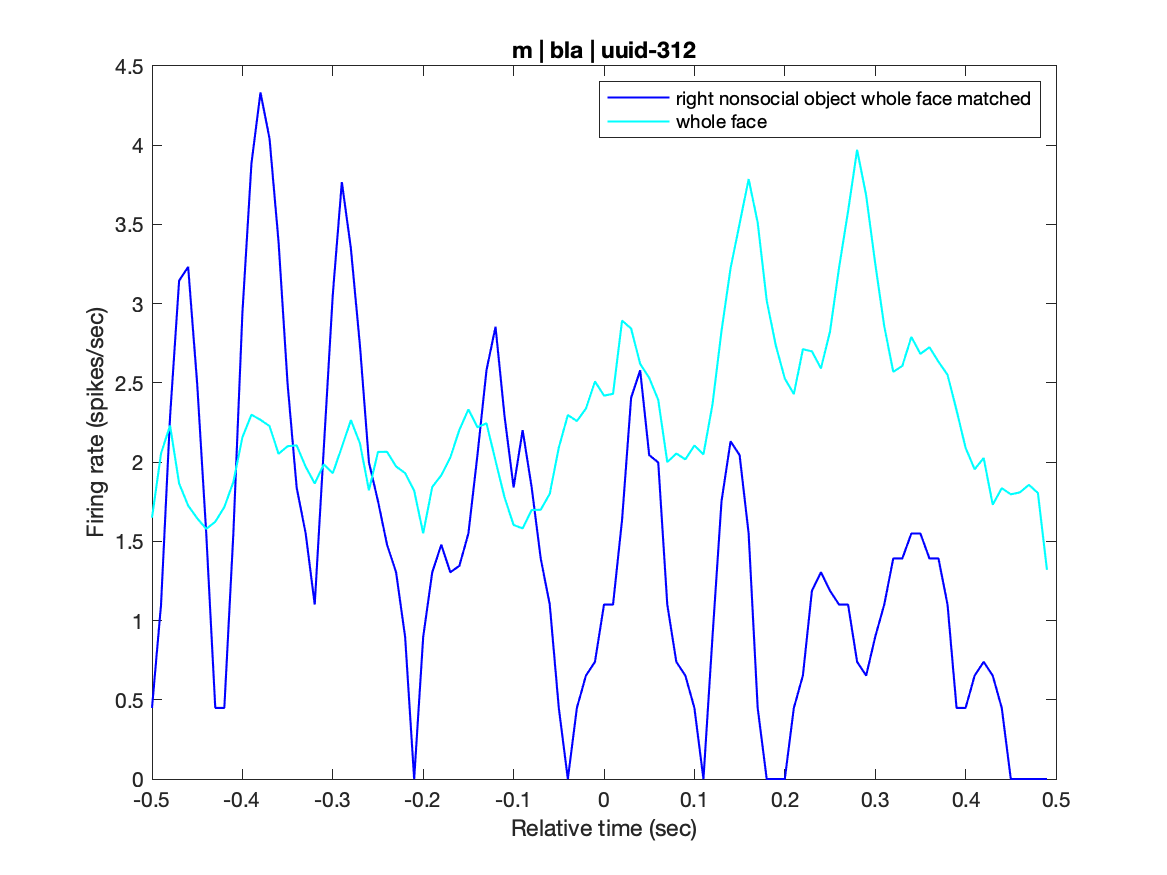 m | bla | uuid-312
right nonsocial object whole face matched
whole face
Firing rate (spikes/sec)
4.5
4
3.5
3
2.5
2
1.5
1
0.5
0
-0.5 -0.4 -0.3 -0.2 -0.1 0 0.1 0.2 0.3 0.4 0.5
Relative time (sec)